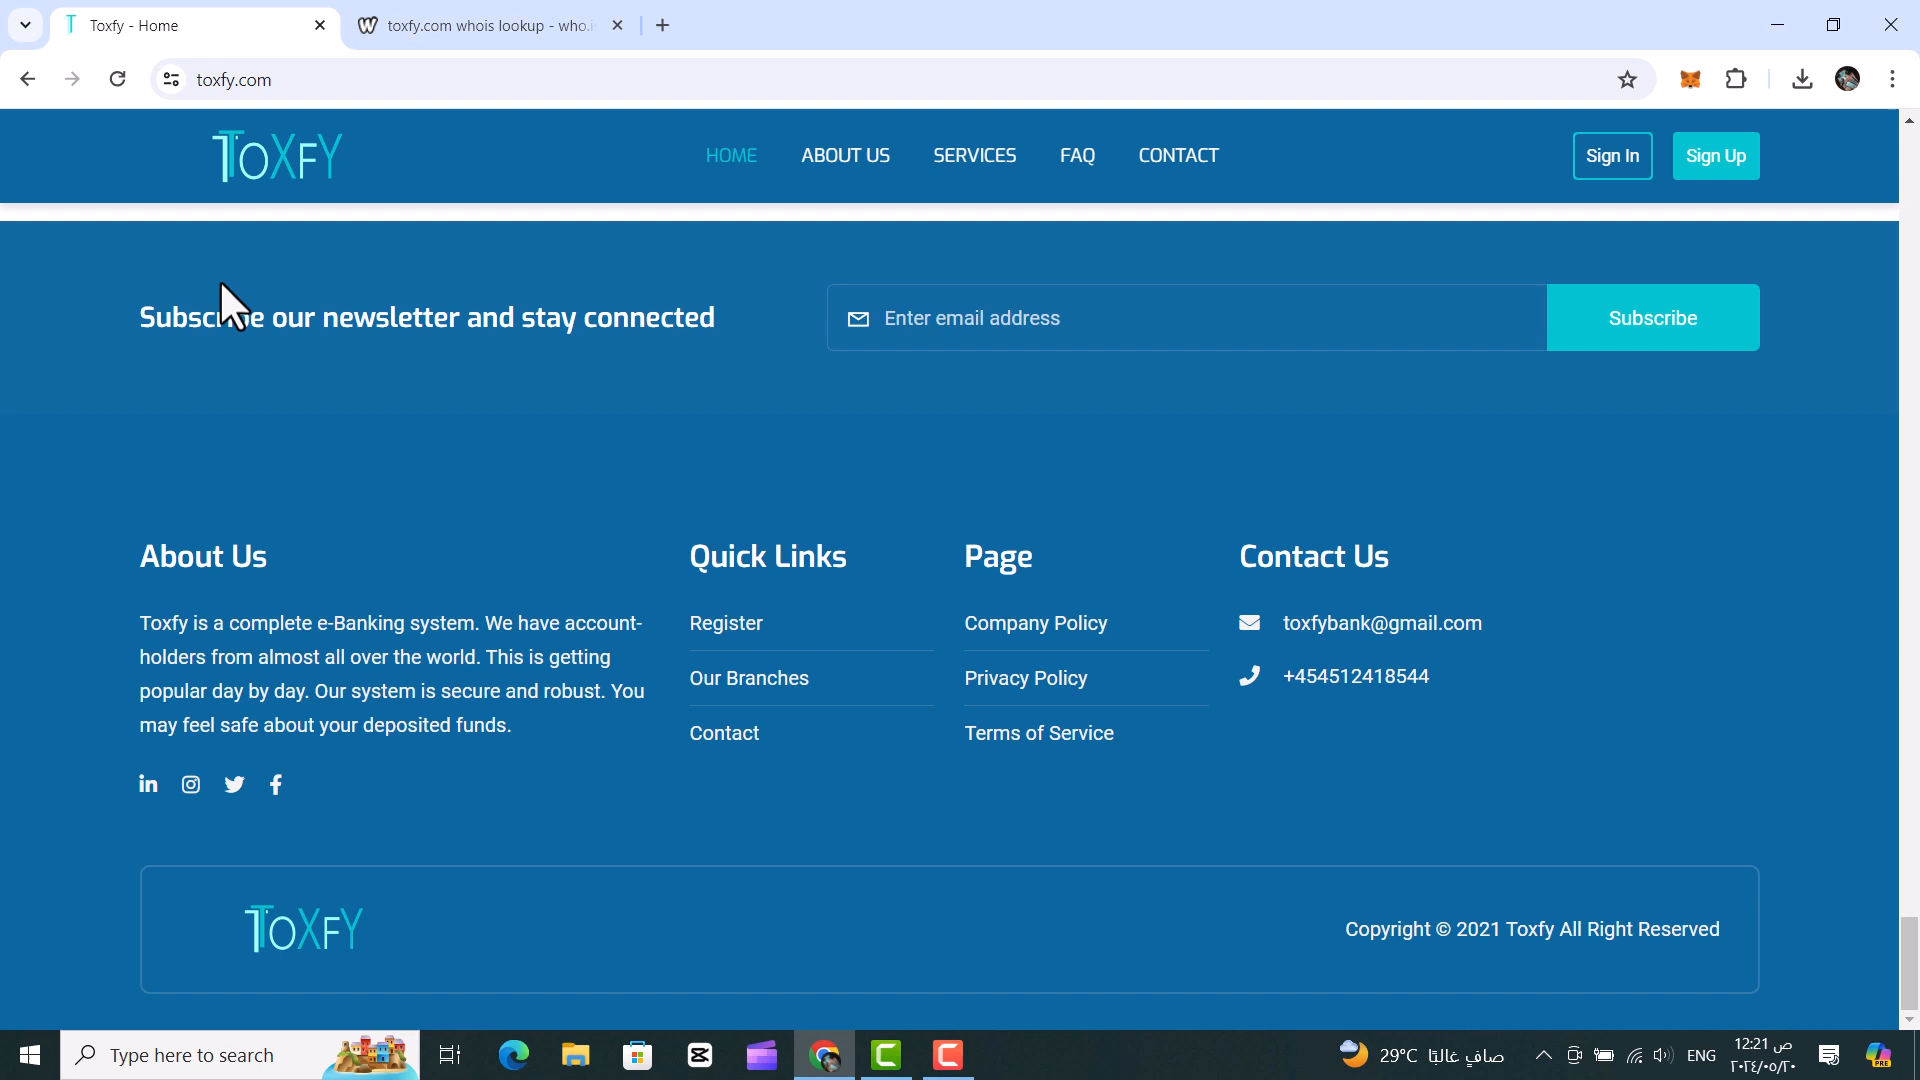 Toxfy - Home
toxfy.com whois lookup - who.i
toxfy.com
ToXfY
HOME
ABOUT US
SERVICES
FAQ
CONTACT
Sign In
Sign Up
Subscribe our newsletter and stay connected
Enter email address
Subscribe
About Us
Toxfy is a complete e-Banking system. We have account-
holders from almost all over the world. This is getting
popular day by day. Our system is secure and robust. You
may feel safe about your deposited funds.
Quick Links
Register
Our Branches
Contact
Page
Company Policy
Privacy Policy
Terms of Service
Contact Us
toxfybank@gmail.com
+454512418544
ToXfY
Copyright © 2021 Toxfy All Right Reserved
Type here to search
29°C صافٍ غالبًا
ENG
12:21 ص
٢٠٢٤/٠٥/٢٠
PRE